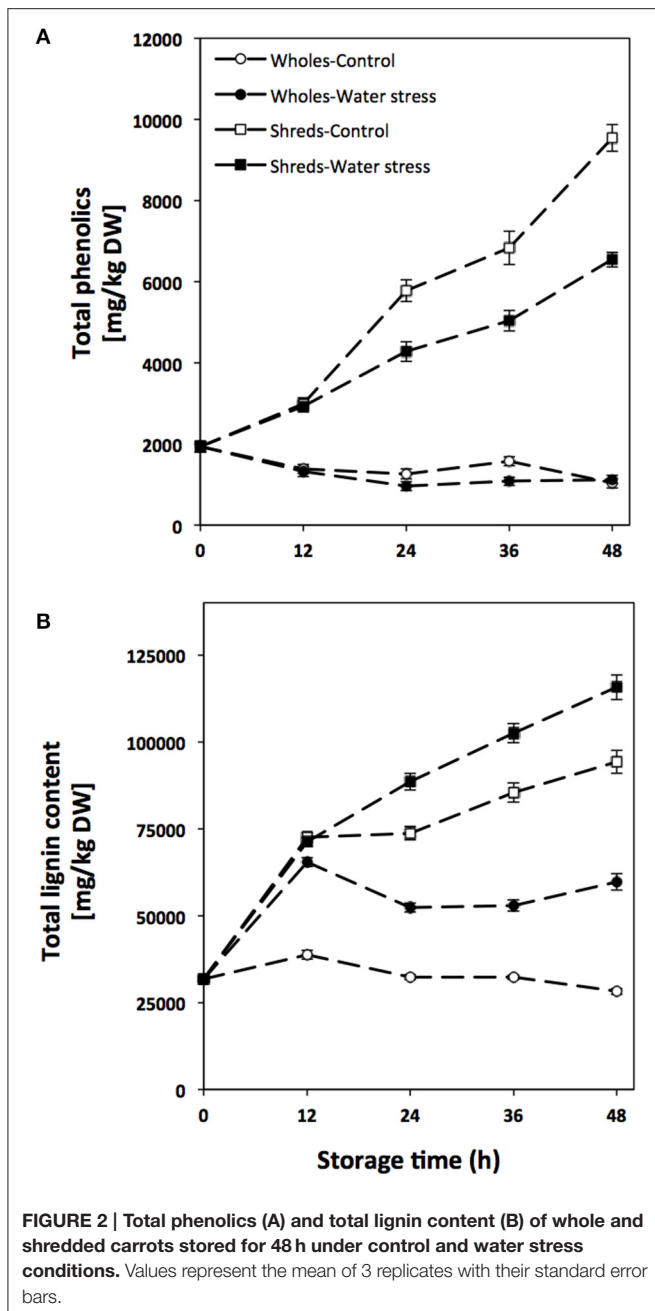 A
12000
10000
8000
6000
4000
2000
0
Total phenolics
[mg/kg DW]
Wholes-Control
Wholes-Water stress
Shreds-Control
Shreds-Water stress
0 12 24 36 48
B
125000
100000
75000
50000
25000
0
Total lignin content
[mg/kg DW]
0 12 24 36 48
Storage time (h)
FIGURE 2 | Total phenolics (A) and total lignin content (B) of whole and
shredded carrots stored for 48 h under control and water stress
conditions. Values represent the mean of 3 replicates with their standard error
bars.